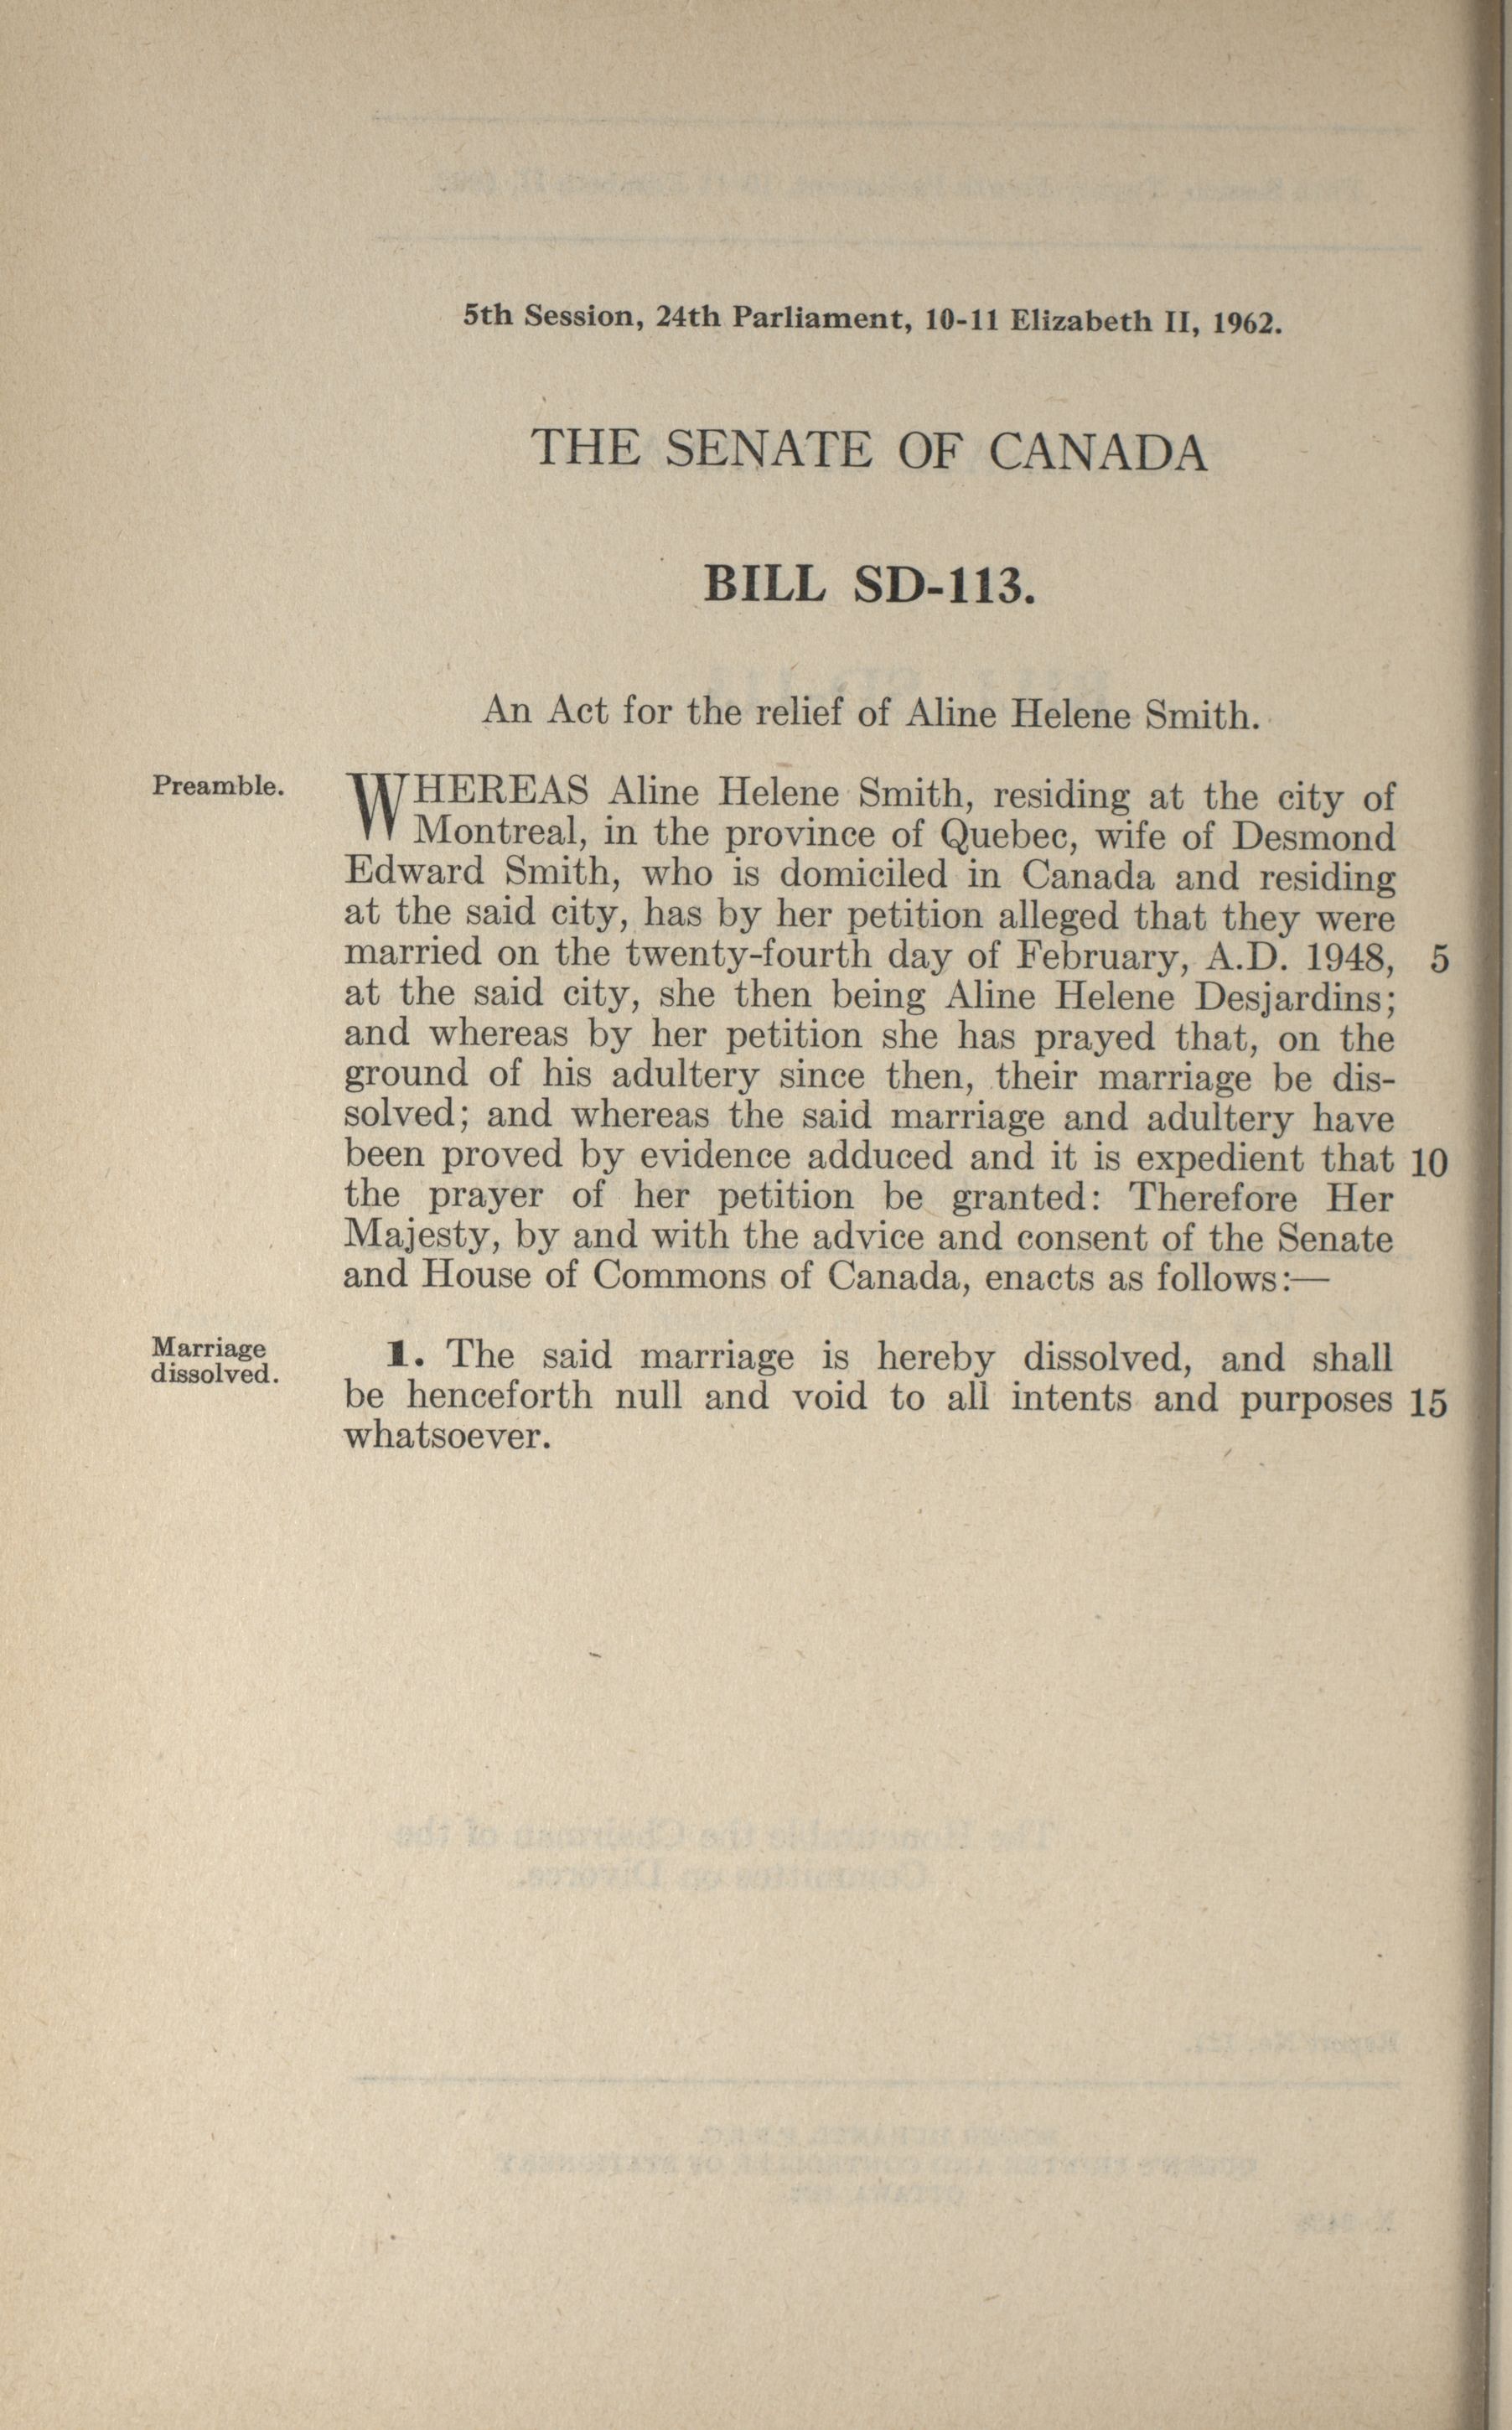 5th Session, 24th Parliament, 10-11 Elizabeth II, 1962.
THE SENATE OF CANADA
BILL SD-113.
An Act for the relief of Aline Helene Smith.
Preamble.
WHEREAS Aline Helene Smith, residing at the city of
Montreal, in the province of Quebec, wife of Desmond
Edward Smith, who is domiciled in Canada and residing
at the said city, has by her petition alleged that they were
married on the twenty-fourth day of February, A.D. 1948, 5
at the said city, she then being Aline Helene Desjardins;
and whereas by her petition she has prayed that, on the
ground of his adultery since then, their marriage be dis-
solved; and whereas the said marriage and adultery have
been proved by evidence adduced and it is expedient that 10
the prayer of her petition be granted: Therefore Her
Majesty, by and with the advice and consent of the Senate
and House of Commons of Canada, enacts as follows:—
Marriage
dissolved.
1. The said marriage is hereby dissolved, and shall
be henceforth null and void to all intents and purposes 15
whatsoever.